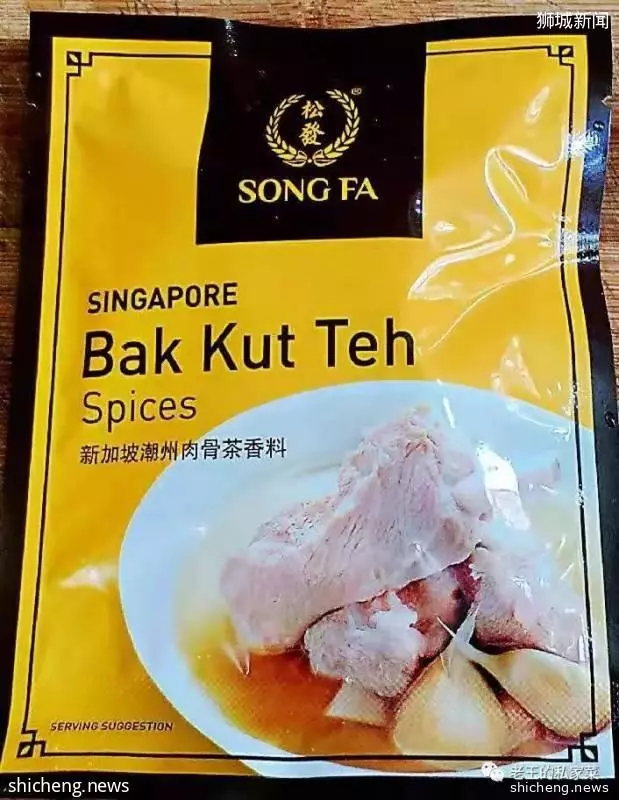 狮城新闻
松發
®
SONG FA
SINGAPORE
Bak Kut Teh
Spices
新加坡潮州肉骨茶香料
SERVING SUGGESTION
老王的私家菜
shicheng.news
shicheng.news